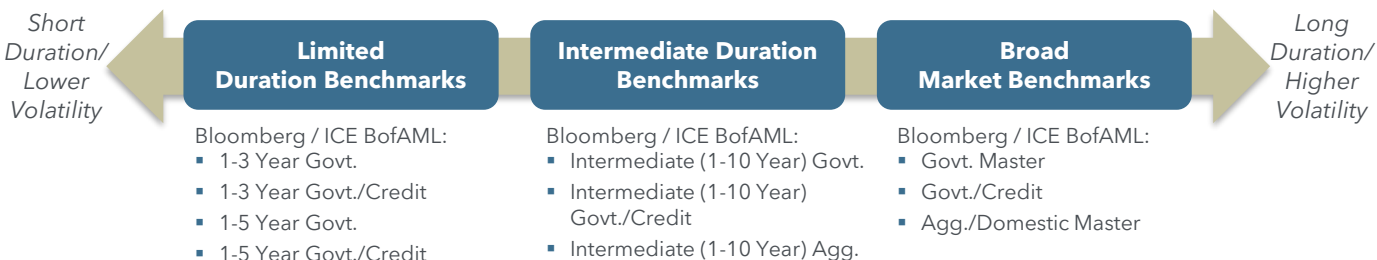 Short
Duration/
Lower
Volatility
Limited
Duration Benchmarks
Intermediate Duration
Benchmarks
Broad
Market Benchmarks
Long
Duration/
Higher
Volatility
Bloomberg / ICE BofAML:
▪ 1-3 Year Govt.
▪ 1-3 Year Govt./Credit
▪ 1-5 Year Govt.
▪ 1-5 Year Govt./Credit
Bloomberg / ICE BofAML:
▪ Intermediate (1-10 Year) Govt.
▪ Intermediate (1-10 Year)
Govt./Credit
▪ Intermediate (1-10 Year) Agg.
Bloomberg / ICE BofAML:
▪ Govt. Master
▪ Govt./Credit
▪ Agg./Domestic Master